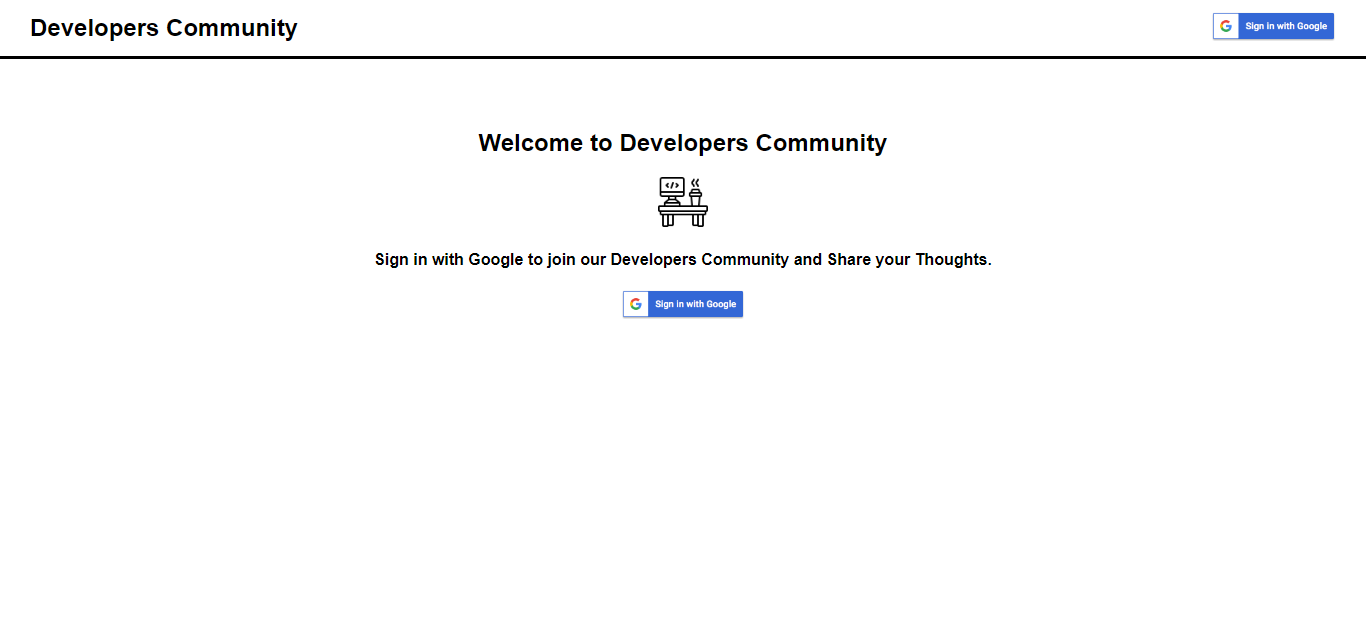 Developers Community
Sign in with Google
Welcome to Developers Community
</>
Sign in with Google to join our Developers Community and Share your Thoughts.
Sign in with Google